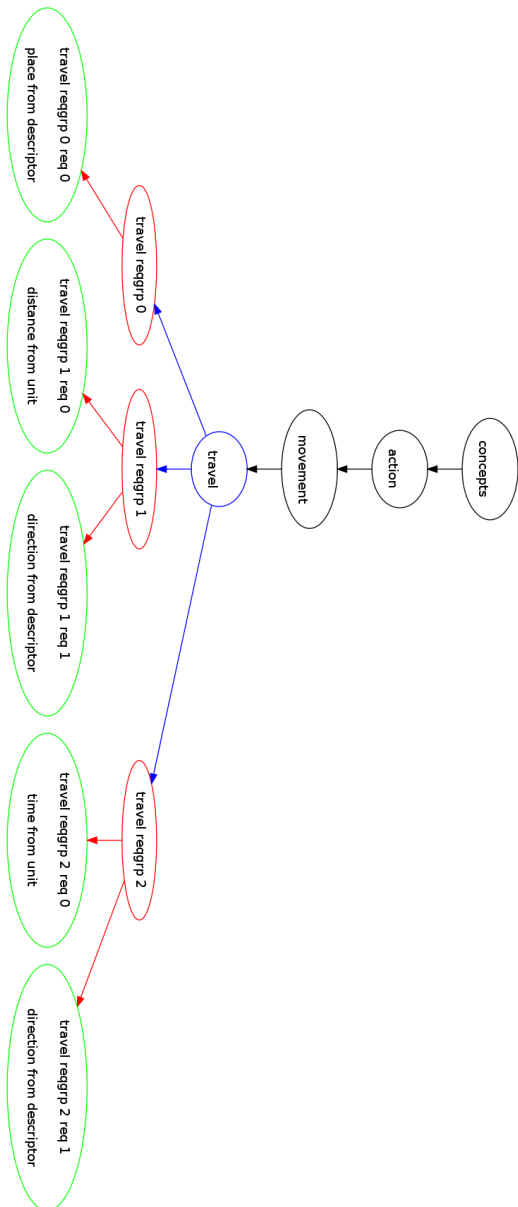 concepts
action
movement
travel
travel reqgrp 0
travel reqgrp 1
travel reqgrp 2
travel reqgrp 0 req 0
place from descriptor
travel reqgrp 1 req 0
distance from unit
travel reqgrp 1 req 1
direction from descriptor
travel reqgrp 2 req 0
time from unit
travel reqgrp 2 req 1
direction from descriptor